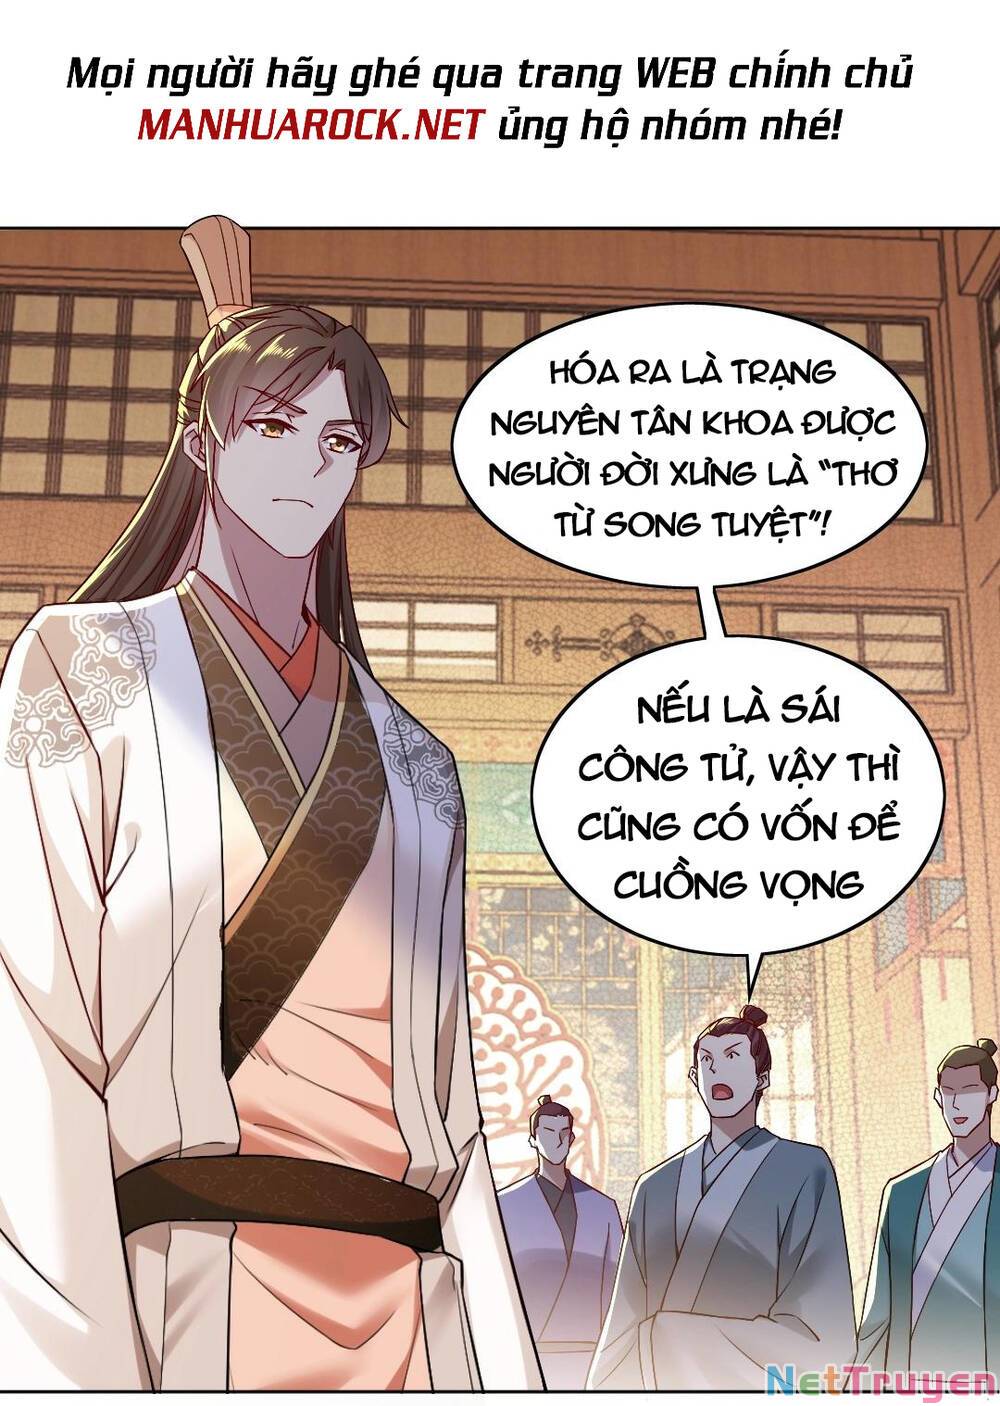 Mọi người hãy ghé qua trang WEB chính chủ
MANHUAROCK.NET ủng hộ nhóm nhé!
HÓA RA LÀ TRẠNG
NGUYÊN TÂN KHOA ĐƯỢC
NGƯỜI ĐỜI XƯNG LÀ "THƠ
TỪ SONG TUYỆT"!
NẾU LÀ SÁI
CÔNG TỬ, VẬY THÌ
CŨNG CÓ VỐN ĐỂ
CUỒNG VỌNG
NetTruyen